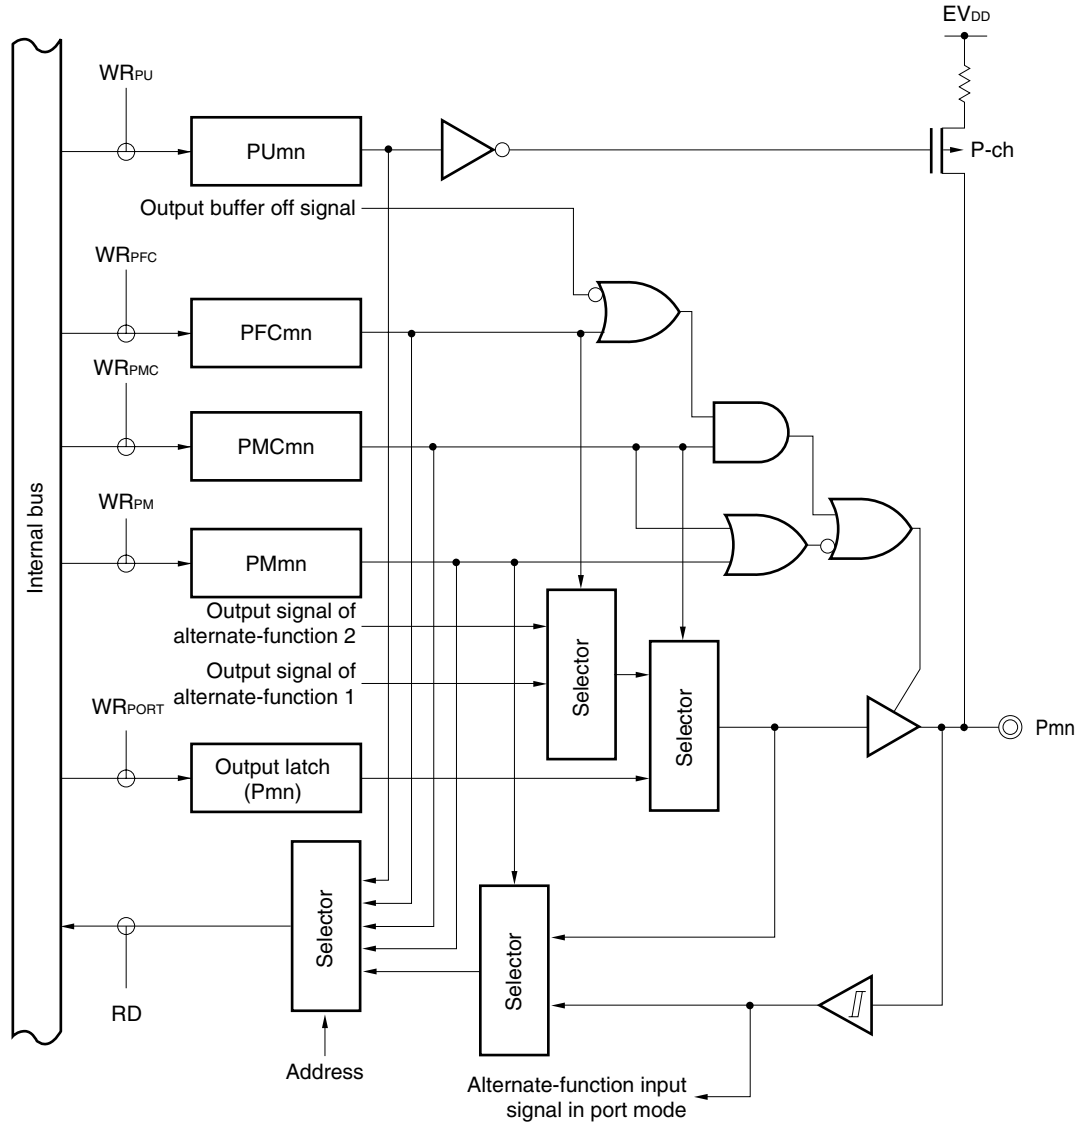 EVDD
WRPU
PUmn
P-ch
Output buffer off signal
WRPFC
PFCmn
WRPMC
PMCmn
WRPM
PMmn
Internal bus
Output signal of
alternate-function 2
Output signal of
alternate-function 1
Selector
Selector
WRPORT
Pmn
Output latch
(Pmn)
Selector
Selector
RD
Address
Alternate-function input
signal in port mode